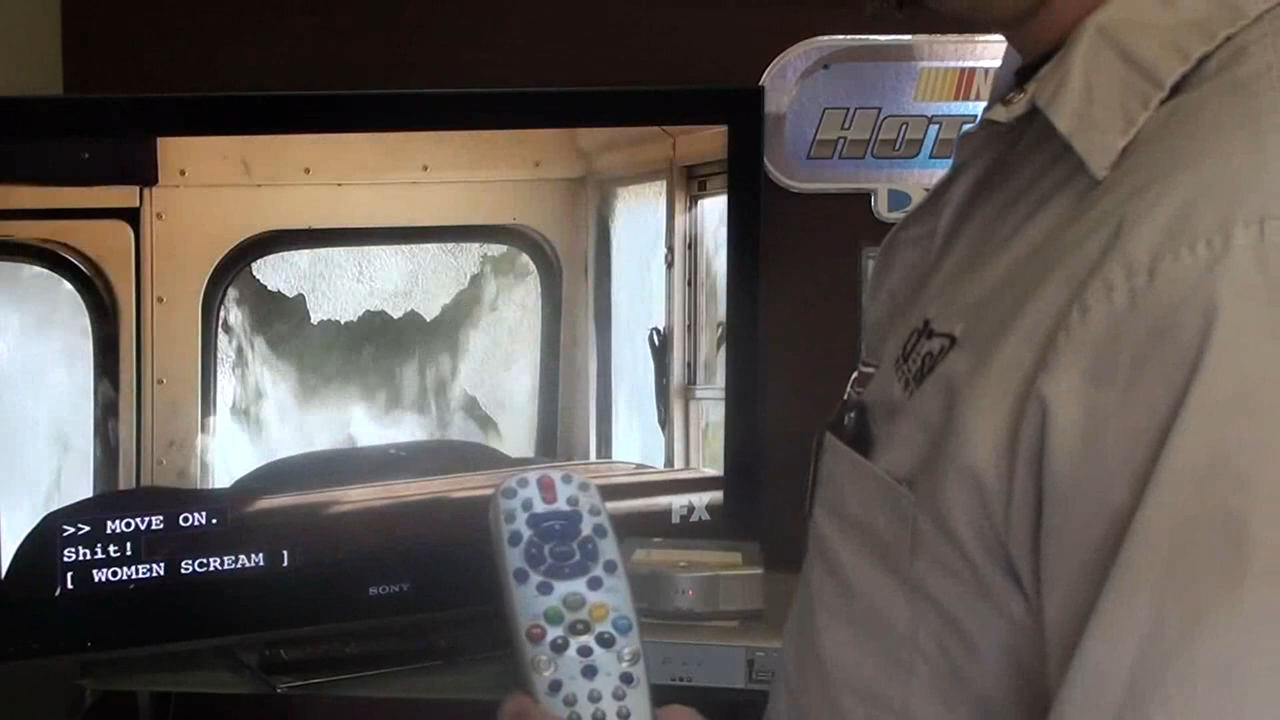 N
HOT
D
>> MOVE ON.
Shit!
[ WOMEN SCREAM ]
FX
SONY